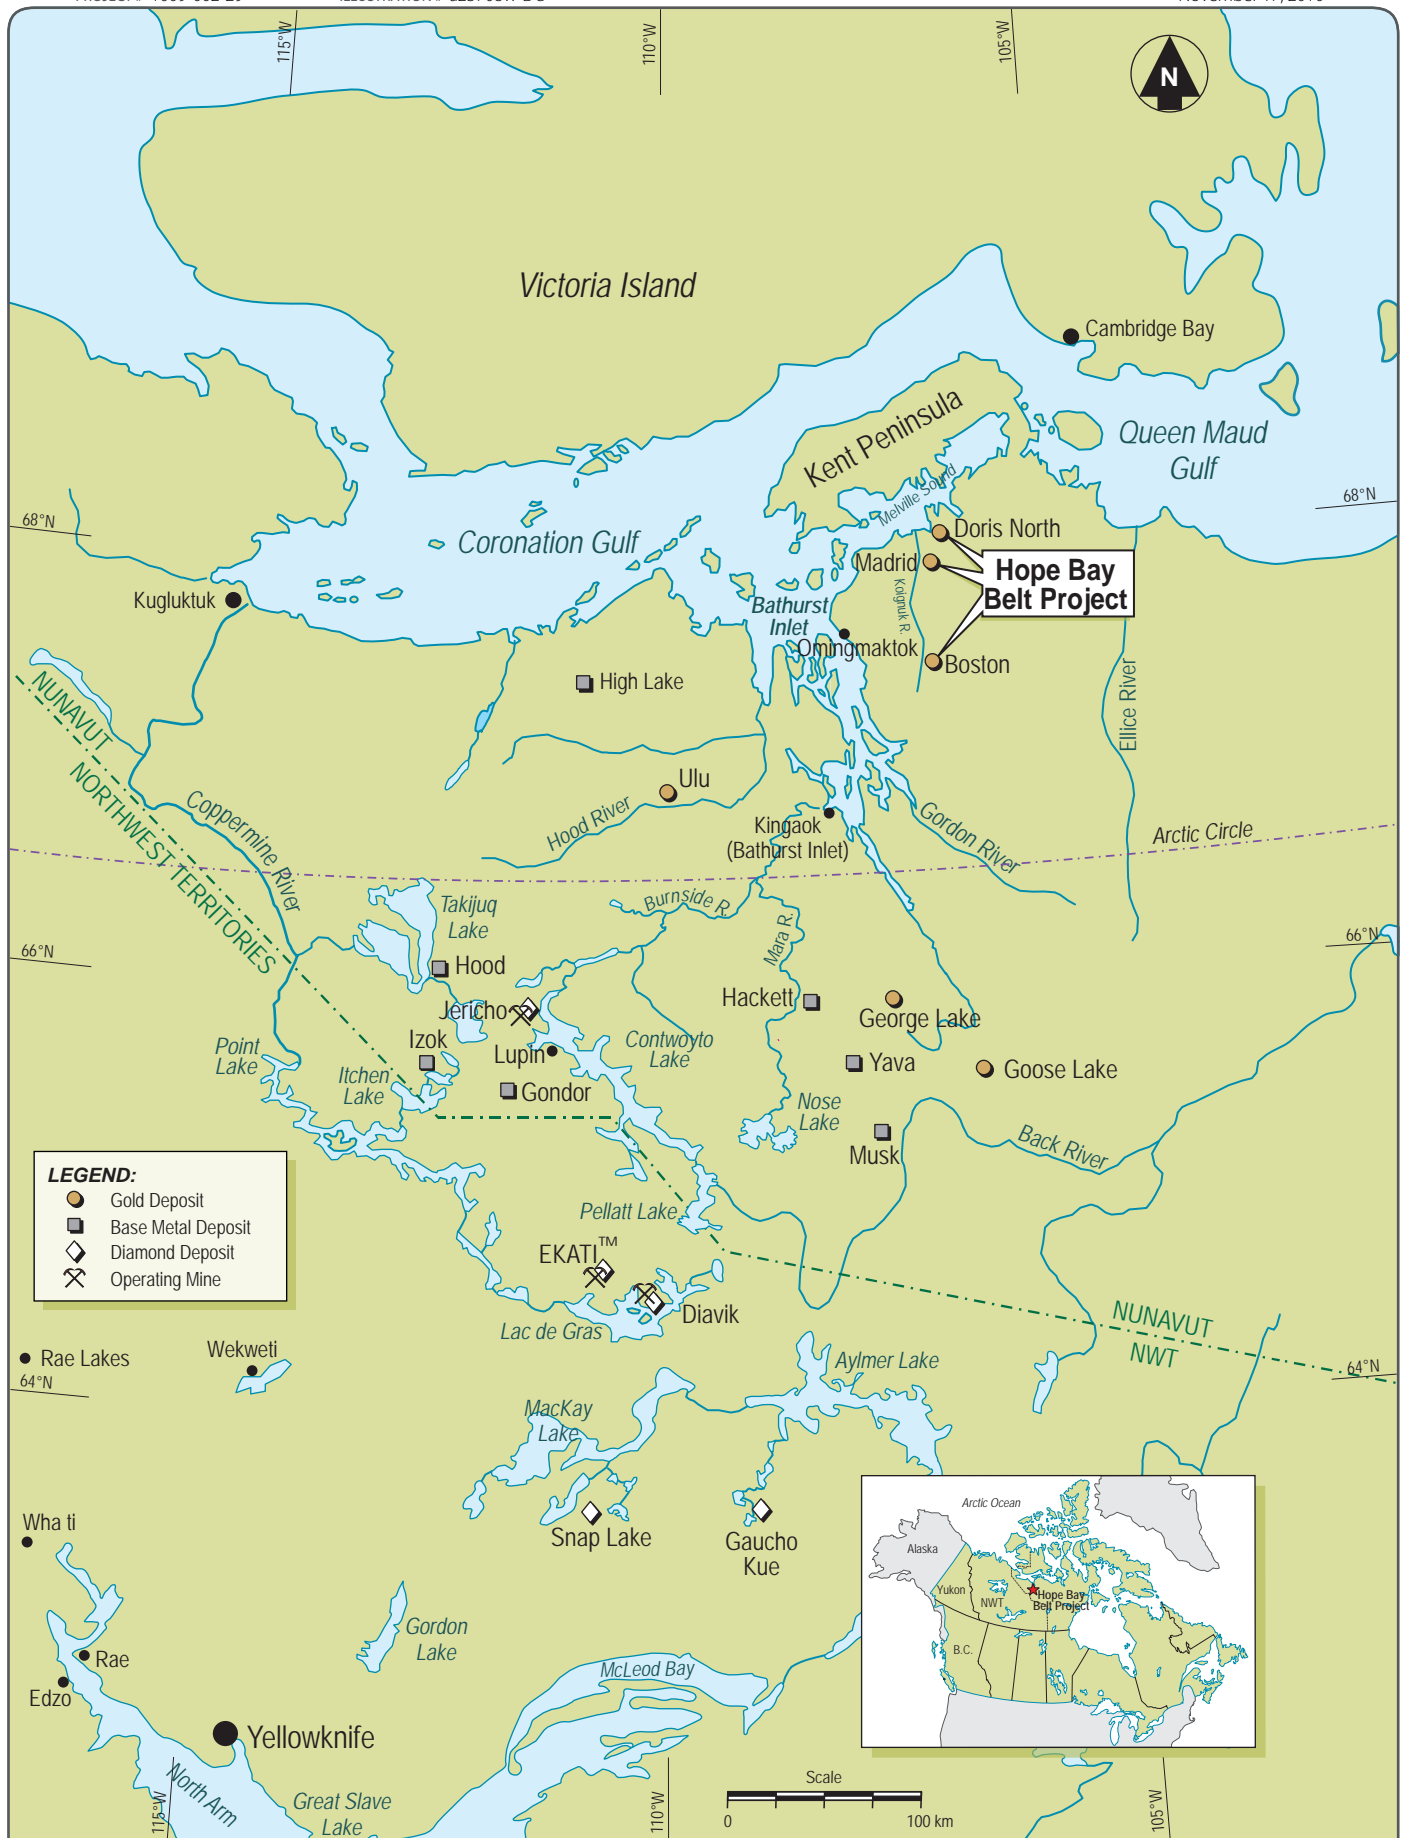 115°W
110°W
105°W
N
Victoria Island
Cambridge Bay
Kent Peninsula
Queen Maud
Gulf
Melville Sound
68°N
68°N
Coronation Gulf
Doris North
Madrid
Hope Bay
Belt Project
Koignuk R.
Kugluktuk
Bathurst
Inlet
Omingmaktok
Boston
High Lake
Ellice River
NUNAVUT
NORTHWEST TERRITORIES
Ulu
Coppermine River
Hood River
Kingaok
(Bathurst Inlet)
Gordon River
Arctic Circle
Takijuq
Lake
Burnside R.
Mara R.
66°N
66°N
Hood
Hackett
George Lake
Jericho
Izok
Lupin
Contwoyto
Lake
Point
Lake
Itchen
Lake
Yava
Goose Lake
Gondor
Nose
Lake
Musk
Back River
LEGEND:
Gold Deposit
Base Metal Deposit
Diamond Deposit
Operating Mine
Pellatt Lake
EKATI™
Diavik
Lac de Gras
NUNAVUT
NWT
Rae Lakes
Wekweti
64°N
64°N
Aylmer Lake
MacKay
Lake
Wha ti
Snap Lake
Gaucho
Kue
Arctic Ocean
Alaska
Yukon
NWT
Hope Bay
Belt Project
B.C.
Gordon
Lake
Rae
Edzo
McLeod Bay
Yellowknife
North Arm
Great Slave
Lake
Scale
0
100 km
115°W
110°W
105°W